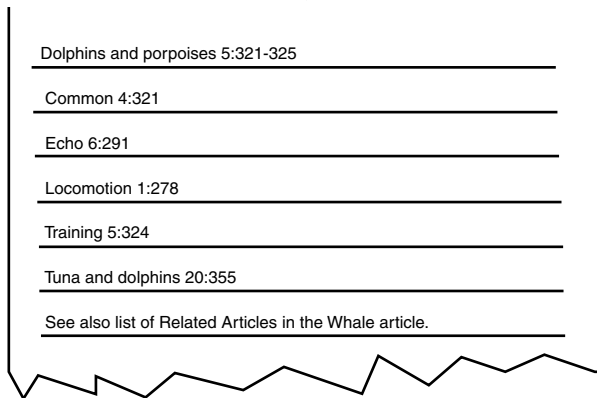 Dolphins and porpoises 5:321-325
Common 4:321
Echo 6:291
Locomotion 1:278
Training 5:324
Tuna and dolphins 20:355
See also list of Related Articles in the Whale article.